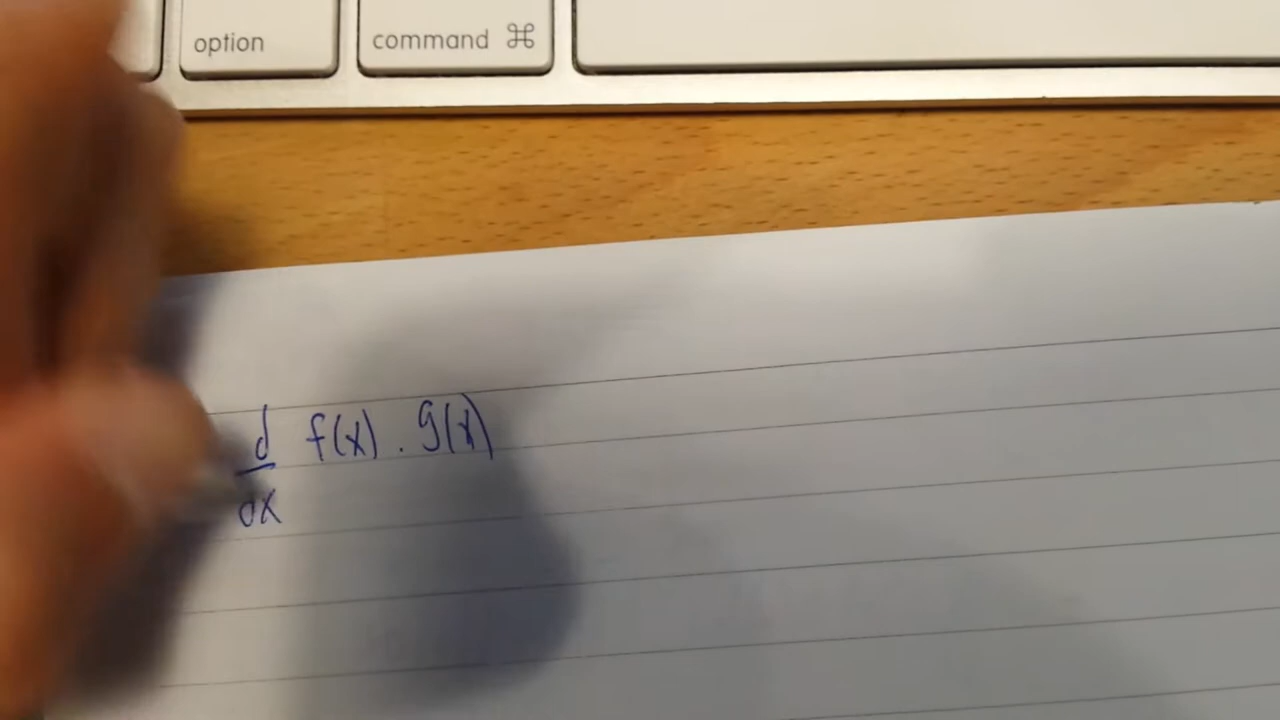 option command ⌘
d f(x) . g(x)
dx